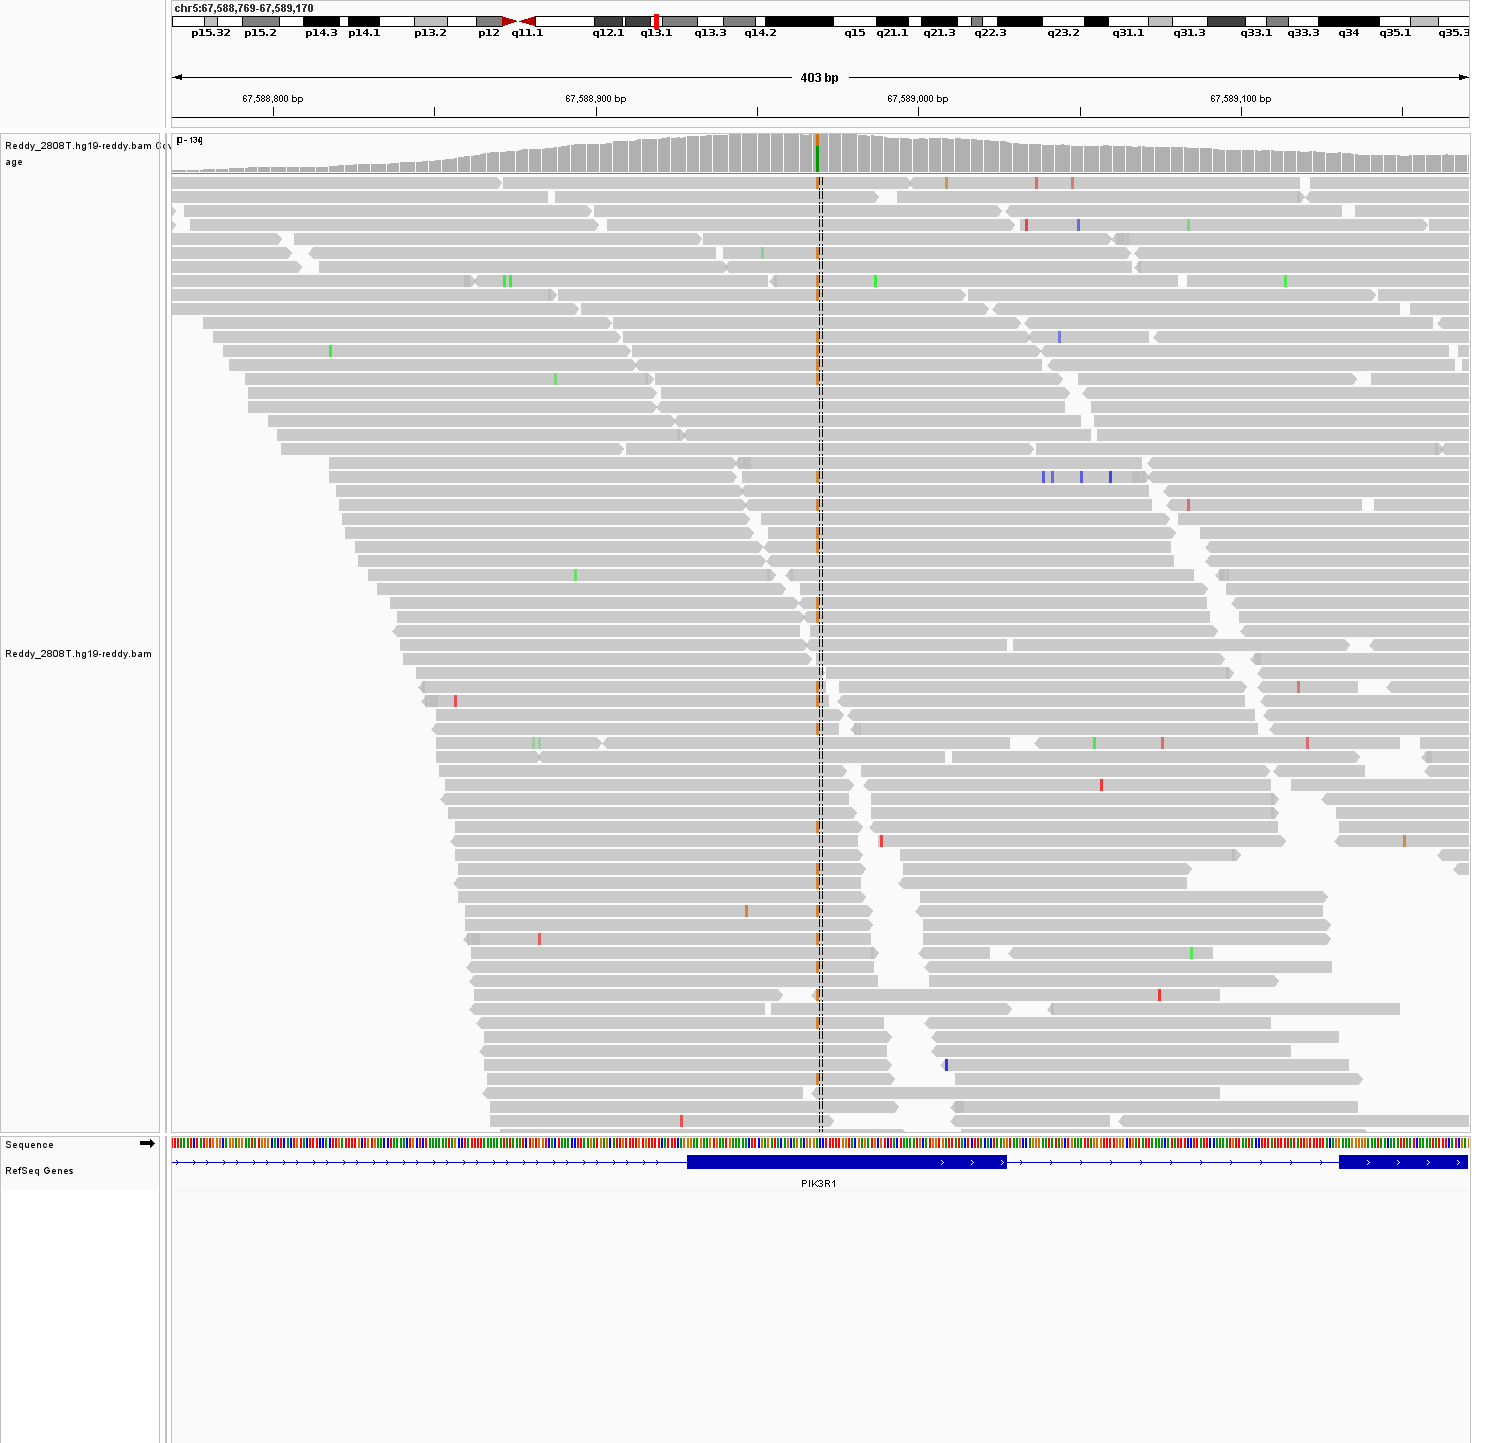 chr5:67,588,769-67,589,170
p15.32 p15.2 p14.3 p14.1 p13.2 p12 q11.1 q12.1 q13.1 q13.3 q14.2 q15 q21.1 q21.3 q22.3 q23.2 q31.1 q31.3 q33.1 q33.3 q34 q35.1 q35.3
403 bp
67,588,800 bp 67,588,900 bp 67,589,000 bp 67,589,100 bp
[0 - 134]
Reddy_2808T.hg19-reddy.bam Cov
age
Reddy_2808T.hg19-reddy.bam
Sequence
RefSeq Genes
PIK3R1